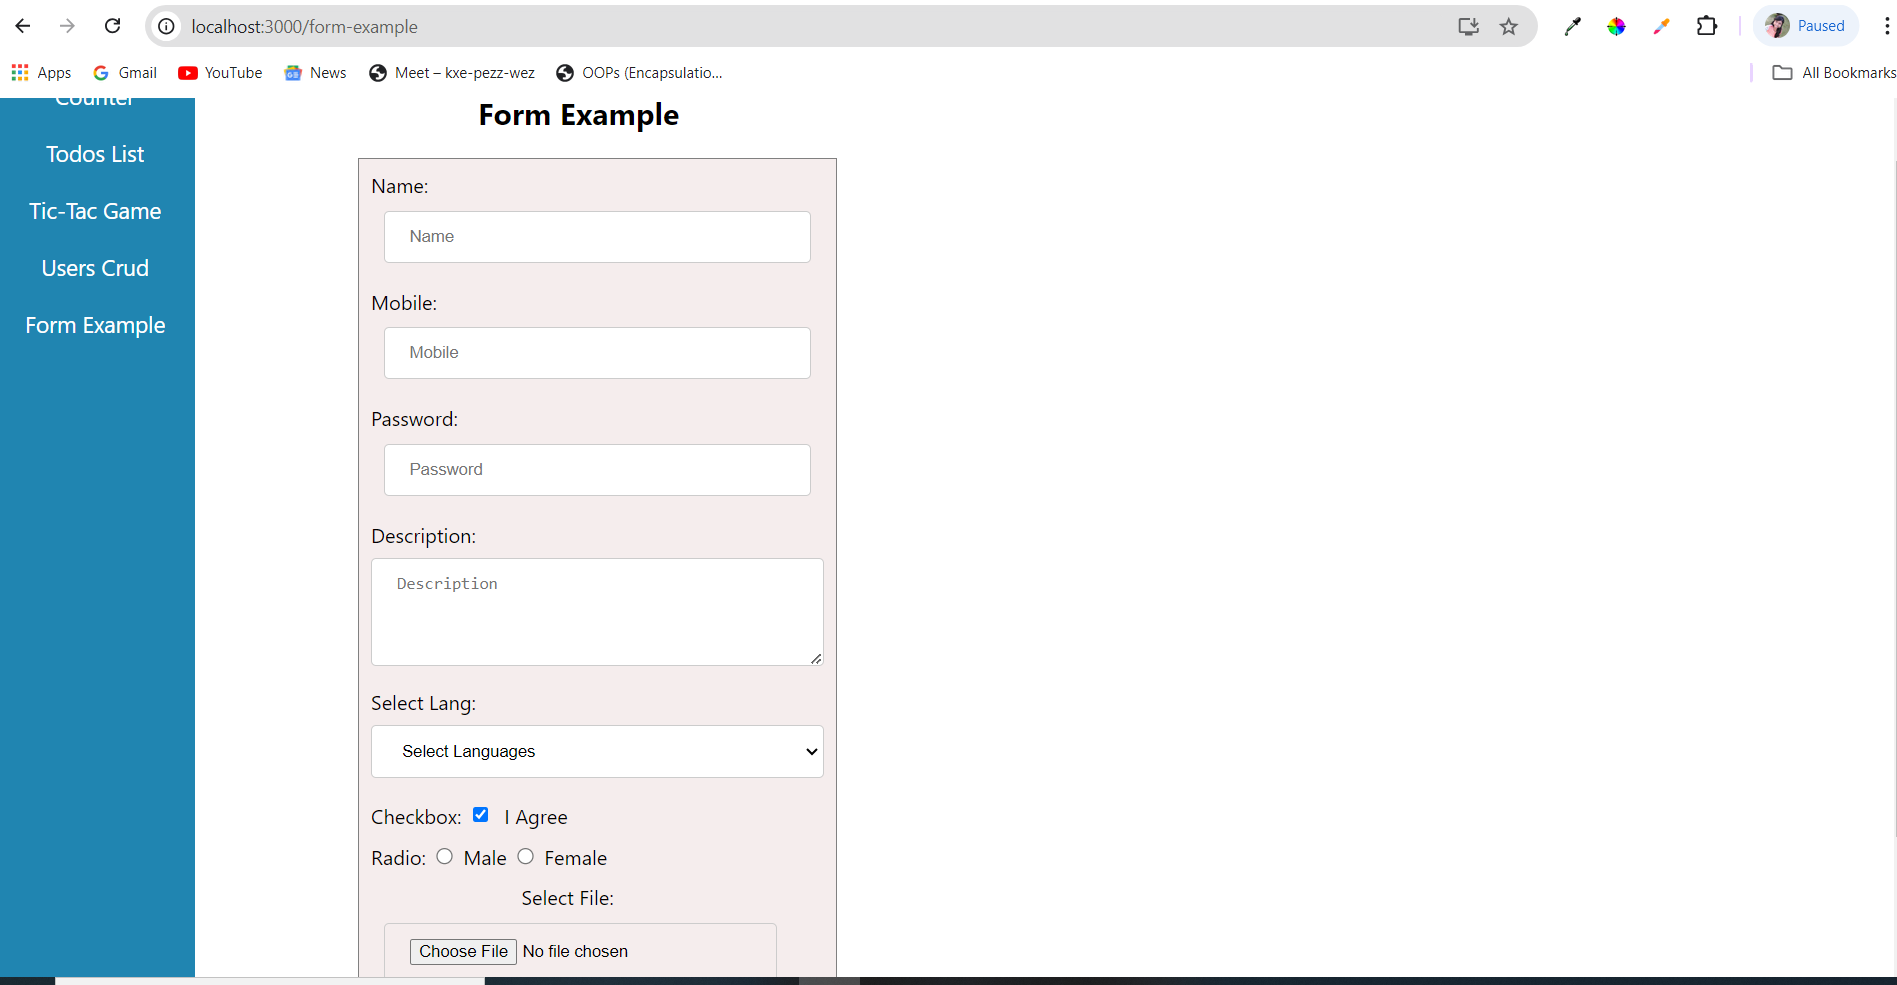 localhost:3000/form-example
Paused
Apps Gmail YouTube News Meet – kxe-pezz-wez OOPs (Encapsulatio... All Bookmarks
Counter
Todos List
Tic-Tac Game
Users Crud
Form Example
Form Example
Name:
Name
Mobile:
Mobile
Password:
Password
Description:
Description
Select Lang:
Select Languages
Checkbox: I Agree
Radio: Male Female
Select File:
Choose File No file chosen